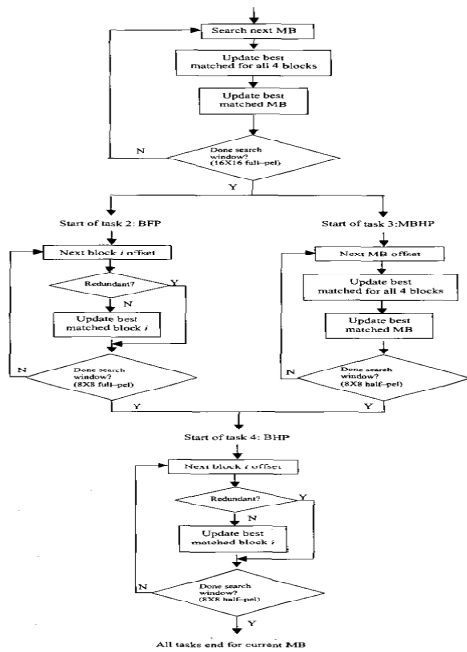 Search next MB
Update best
matched for all 4 blocks
Update best
matched MB
N
Done search
window?
(16X16 full-pel)
Y
Start of task 2: BFP
Next block i offset
Redundant?
Y
N
Update best
matched block i
N
Done search
window?
(8X8 full-pel)
Y
Start of task 3:MBHP
Next MB offset
Update best
matched for all 4 blocks
Update best
matched MB
N
Done search
window?
(8X8 half-pel)
Y
Start of task 4: BHP
Next block i offset
Redundant?
Y
N
Update best
matched block i
N
Done search
window?
(8X8 half-pel)
Y
All tasks end for current MB